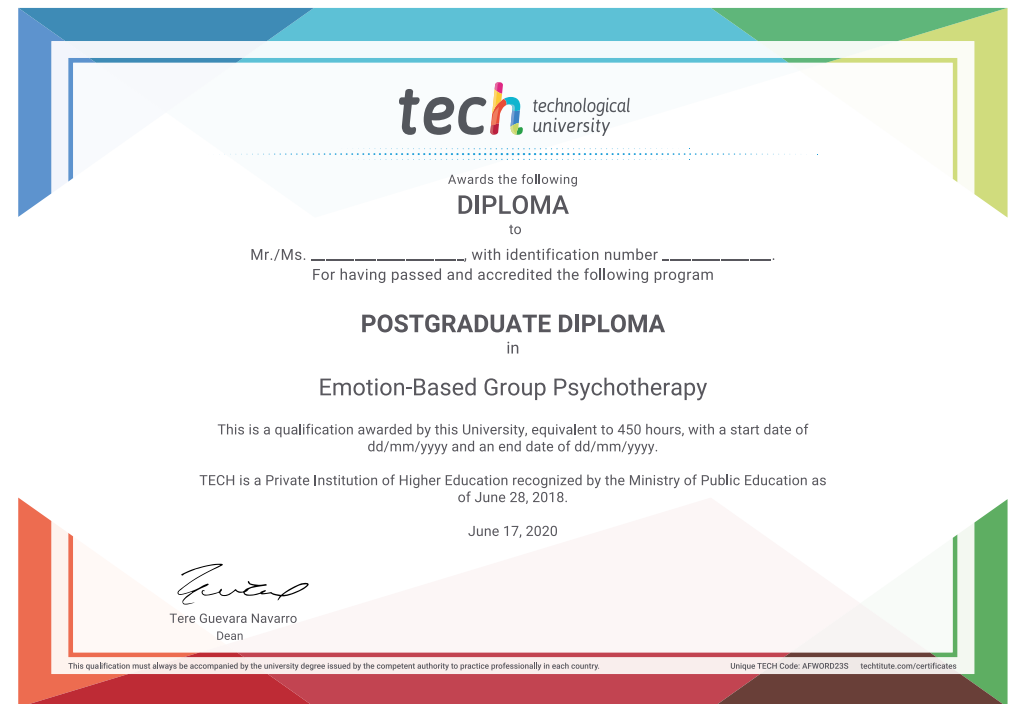 tech technological
university
Awards the following
DIPLOMA
to
Mr./Ms. _______________, with identification number __________.
For having passed and accredited the following program
POSTGRADUATE DIPLOMA
in
Emotion-Based Group Psychotherapy
This is a qualification awarded by this University, equivalent to 450 hours, with a start date of
dd/mm/yyyy and an end date of dd/mm/yyyy.
TECH is a Private Institution of Higher Education recognized by the Ministry of Public Education as
of June 28, 2018.
June 17, 2020
Tere Guevara Navarro
Dean
This qualification must always be accompanied by the university degree issued by the competent authority to practice professionally in each country.
Unique TECH Code: AFWORD23S techtitute.com/certificates